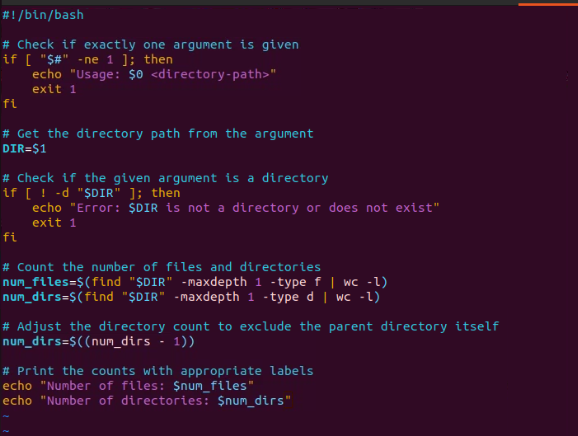 #!/bin/bash

# Check if exactly one argument is given
if [ "$#" -ne 1 ]; then
    echo "Usage: $0 <directory-path>"
    exit 1
fi

# Get the directory path from the argument
DIR=$1

# Check if the given argument is a directory
if [ ! -d "$DIR" ]; then
    echo "Error: $DIR is not a directory or does not exist"
    exit 1
fi

# Count the number of files and directories
num_files=$(find "$DIR" -maxdepth 1 -type f | wc -l)
num_dirs=$(find "$DIR" -maxdepth 1 -type d | wc -l)

# Adjust the directory count to exclude the parent directory itself
num_dirs=$((num_dirs - 1))

# Print the counts with appropriate labels
echo "Number of files: $num_files"
echo "Number of directories: $num_dirs"
~
~